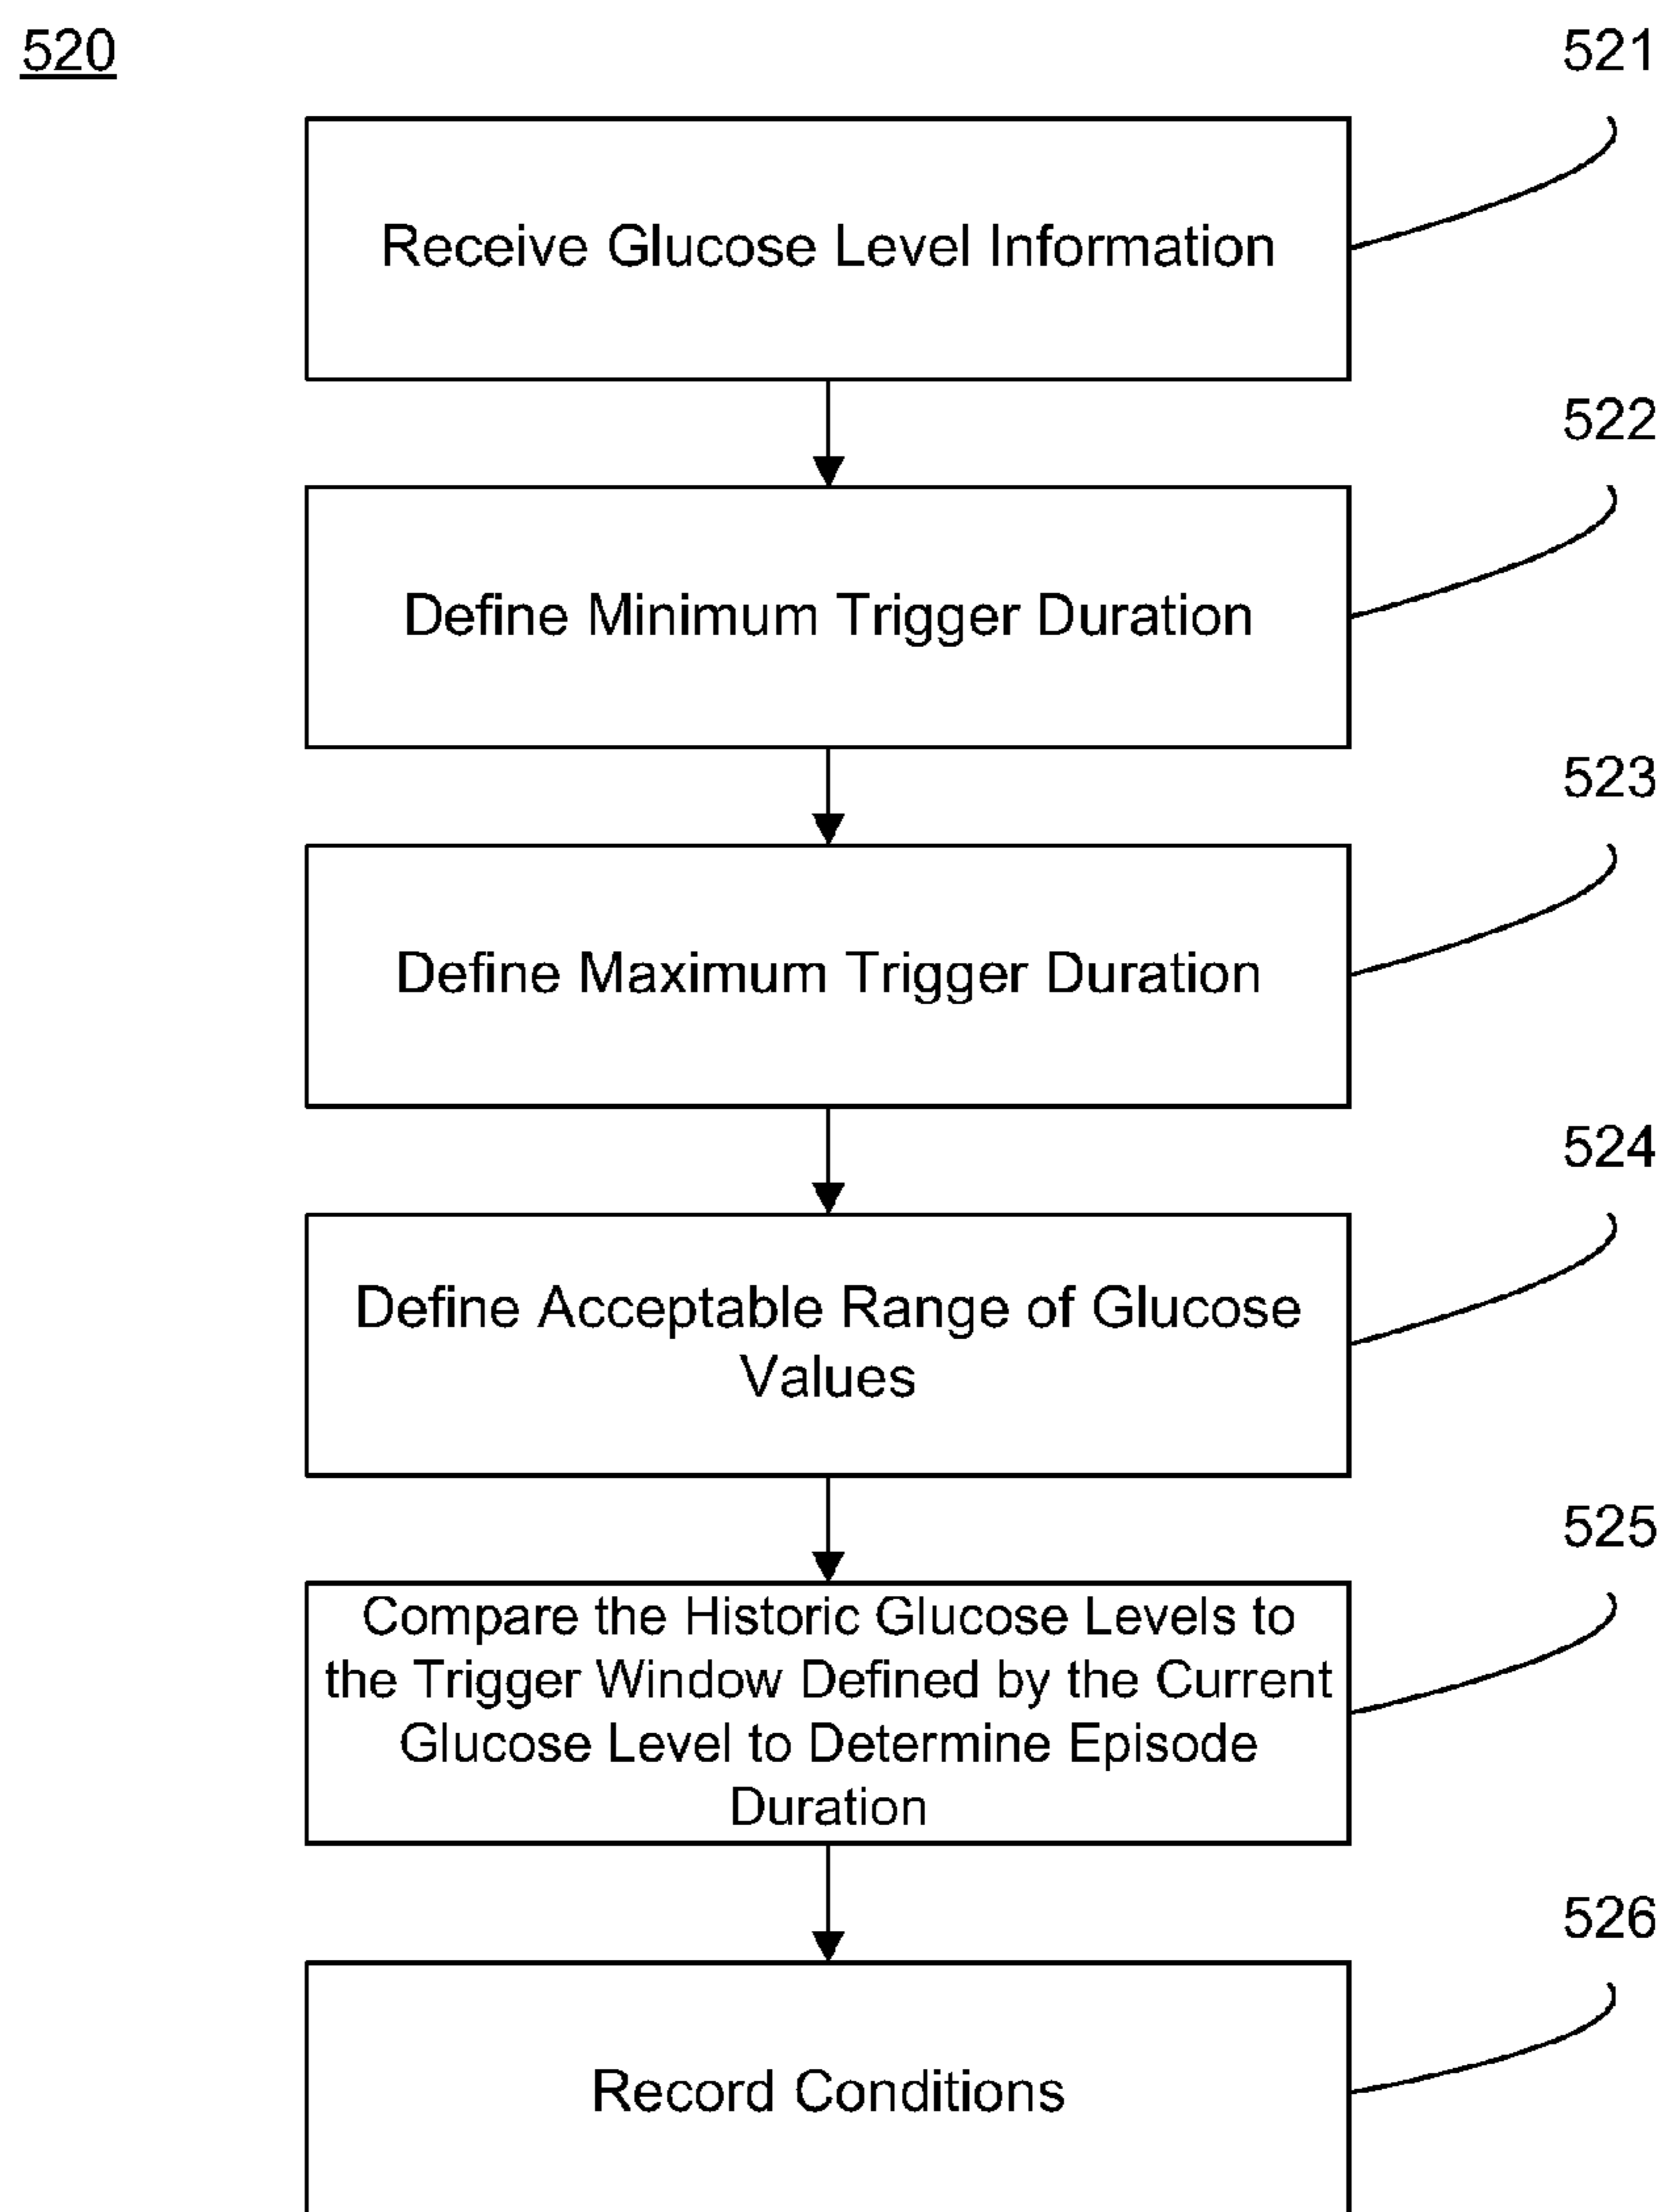 520
521
Receive Glucose Level Information
522
Define Minimum Trigger Duration
523
Define Maximum Trigger Duration
524
Define Acceptable Range of Glucose
Values
525
Compare the Historic Glucose Levels to
the Trigger Window Defined by the Current
Glucose Level to Determine Episode
Duration
526
Record Conditions